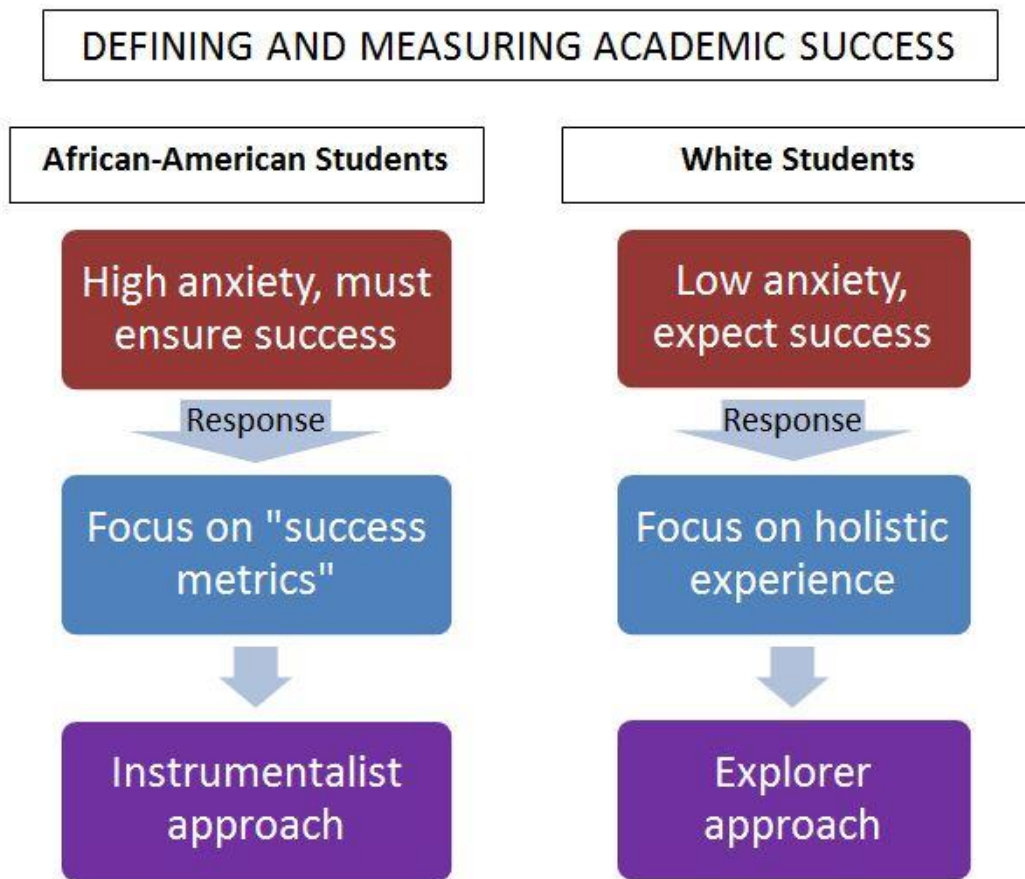 DEFINING AND MEASURING ACADEMIC SUCCESS
African-American Students
High anxiety, must
ensure success
Response
Focus on "success
metrics"
Instrumentalist
approach
White Students
Low anxiety,
expect success
Response
Focus on holistic
experience
Explorer
approach